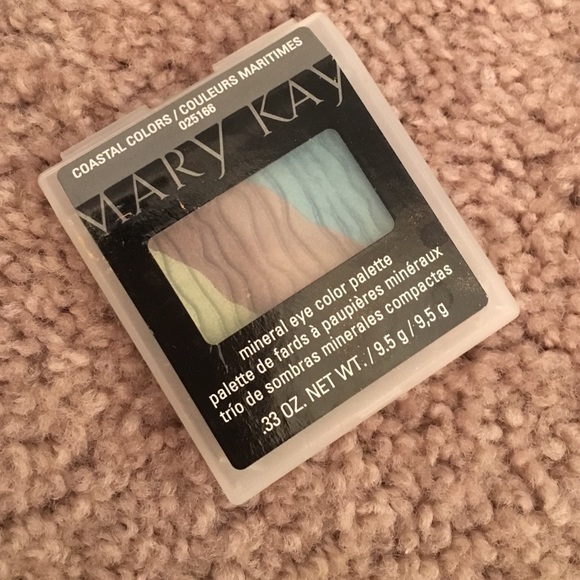 COASTAL COLORS / COULEURS MARITIMES
025166
MARY KAY
mineral eye color palette
palette de fards à paupières minéraux
trío de sombras minerales compactas
.33 OZ. NET WT. / 9.5 g / 9,5 g